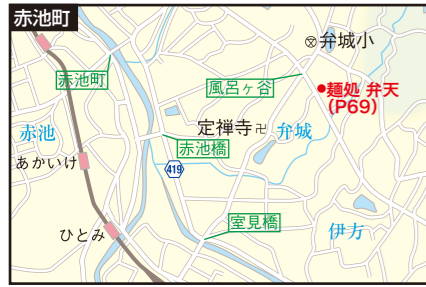 赤池町
弁城小
赤池町
風呂ヶ谷
麺処 弁天
(P69)
赤池
定禅寺
弁城
赤池橋
あかいけ
419
室見橋
ひとみ
伊方